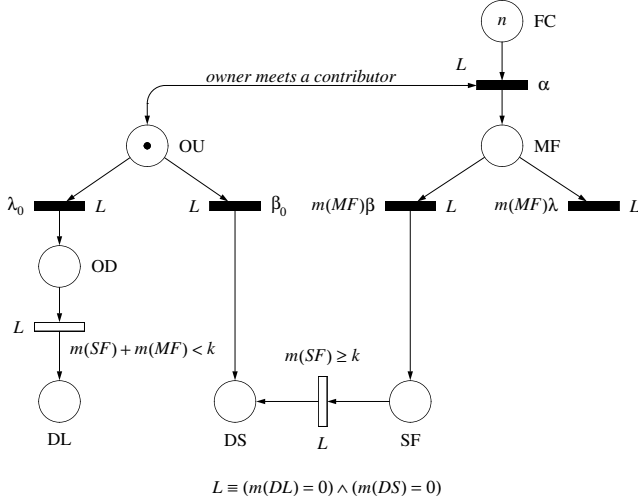 n FC
L
owner meets a contributor
α
OU
MF
λ₀ L
L β₀
m(MF)β L
m(MF)λ L
OD
L
m(SF) + m(MF) < k
m(SF) ≥ k
DL
DS
L
SF
L ≡ (m(DL) = 0) ∧ (m(DS) = 0)